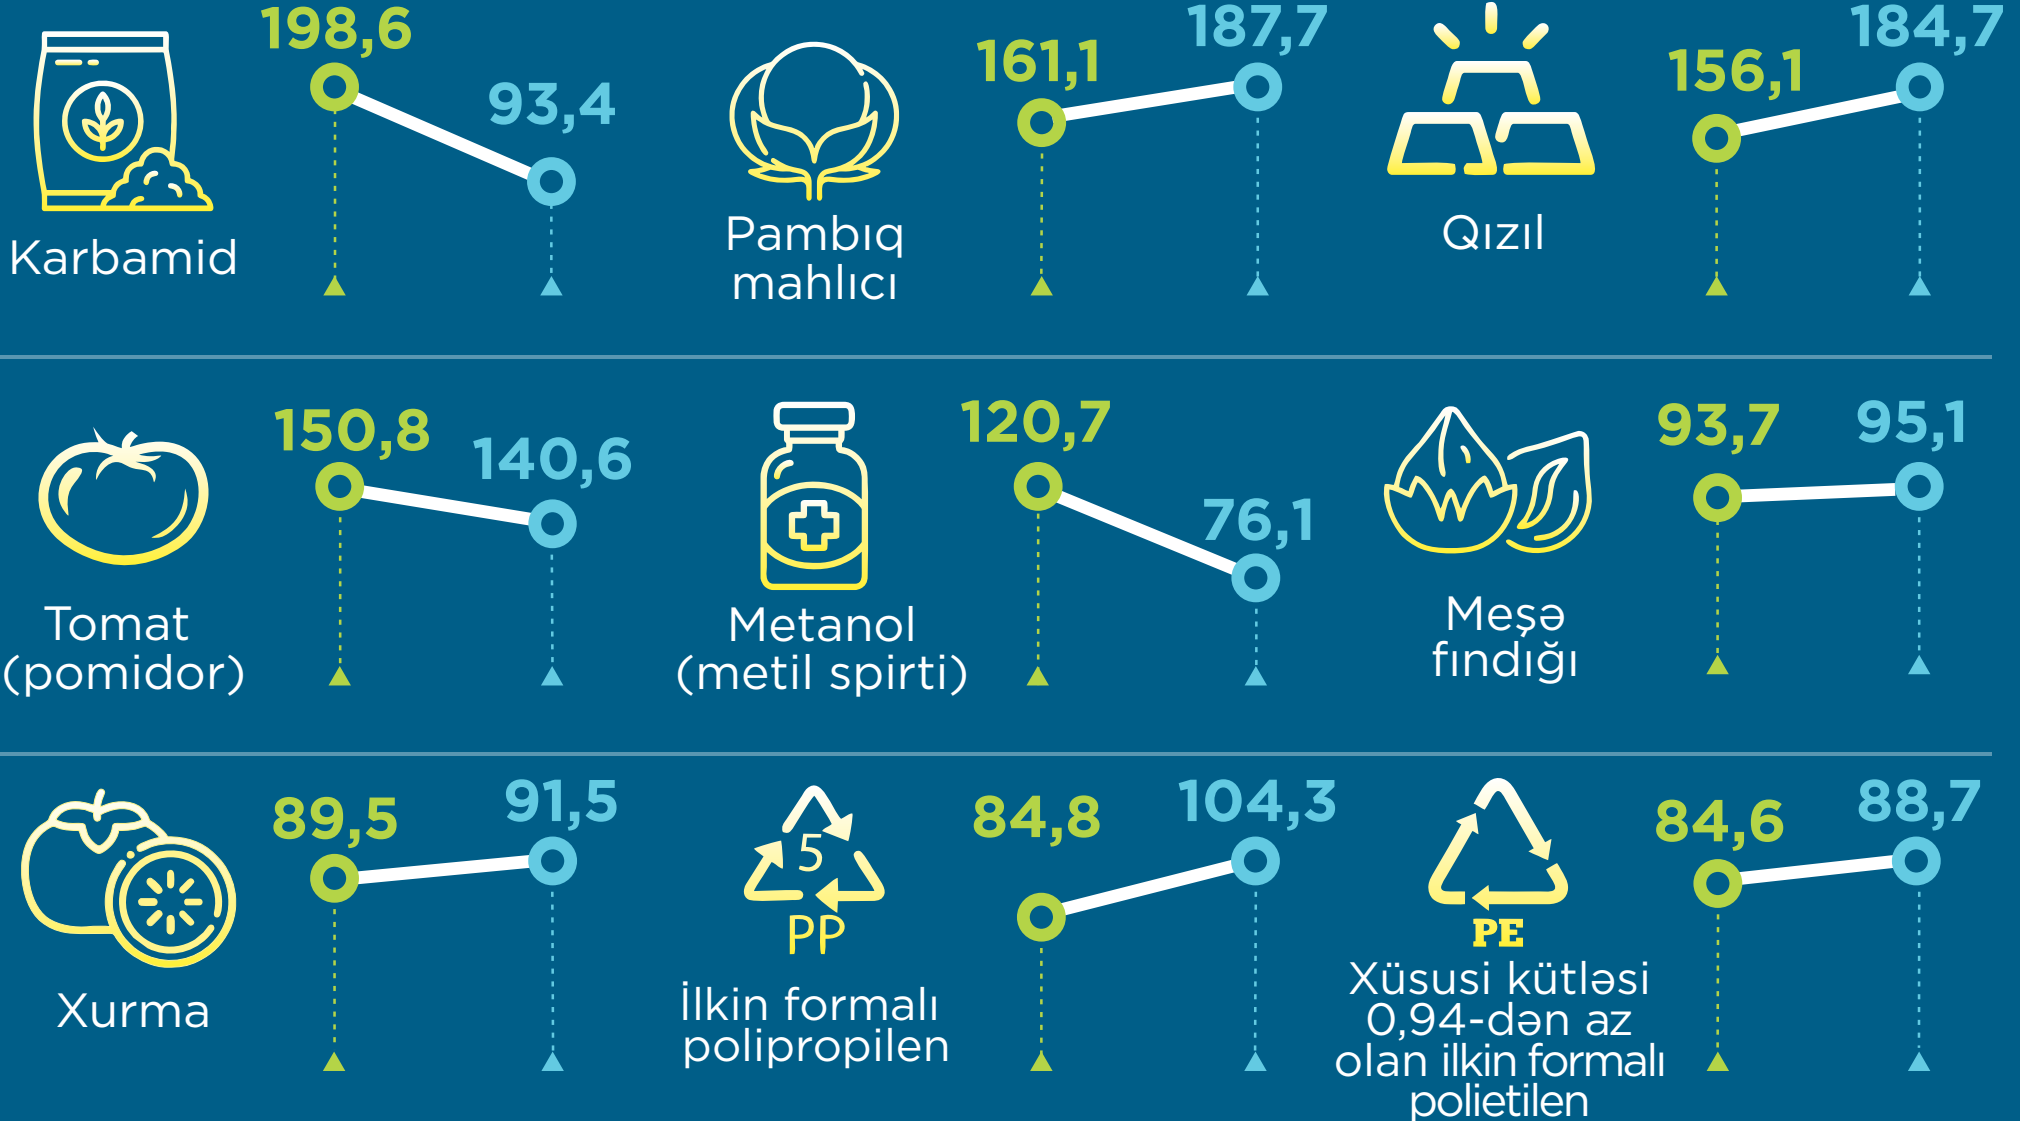 198,6
93,4
Karbamid
161,1
187,7
Pambıq
mahlıcı
156,1
184,7
Qızıl
150,8
140,6
Tomat
(pomidor)
120,7
76,1
Metanol
(metil spirti)
93,7
95,1
Meşə
fındığı
89,5
91,5
Xurma
84,8
104,3
5
PP
İlkin formalı
polipropilen
84,6
88,7
PE
Xüsusi kütləsi
0,94-dən az
olan ilkin formalı
polietilen